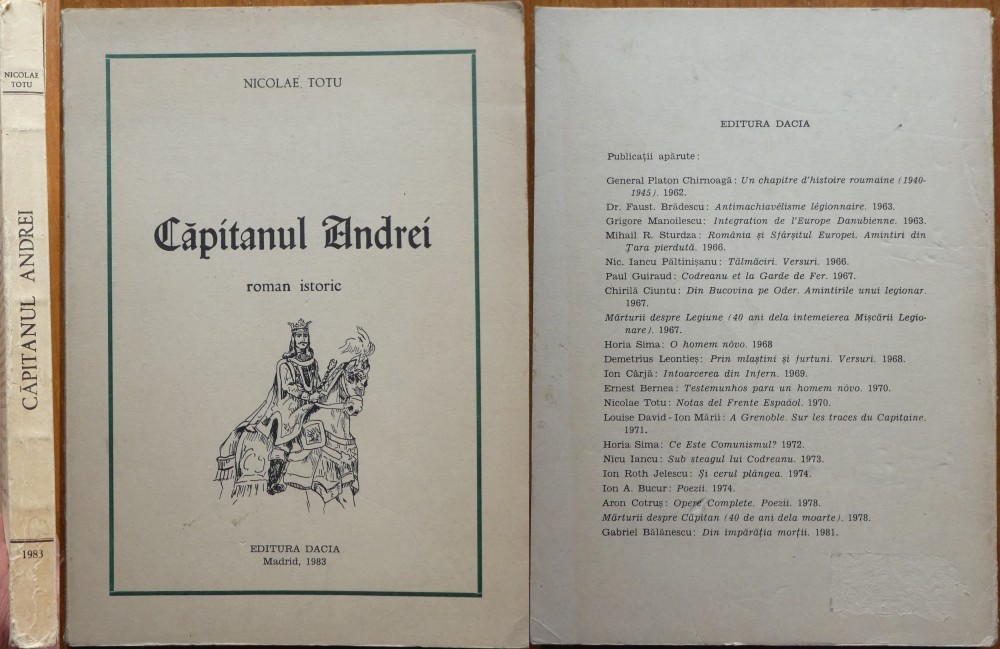 NICOLAE
TOTU
CĂPITANUL ANDREI
1983
NICOLAE TOTU
Căpitanul Andrei
roman istoric
EDITURA DACIA
Madrid, 1983
EDITURA DACIA
Publicații apărute:
General Platon Chirnoagă: Un chapitre d'histoire roumaine (1940-
1945). 1962.
Dr. Faust. Brădescu: Antimachiavélisme légionnaire. 1963.
Grigore Manoilescu: Integration de l'Europe Danubienne. 1963.
Mihail R. Sturdza: România și Sfârșitul Europei. Amintiri din
Țara pierdută. 1966.
Nic. Iancu Păltinișanu: Tălmăciri. Versuri. 1966.
Paul Guiraud: Codreanu et la Garde de Fer. 1967.
Chirilă Ciuntu: Din Bucovina pe Oder. Amintirile unui legionar.
1967.
Mărturii despre Legiune (40 ani dela intemeierea Mișcării Legio-
nare). 1967.
Horia Sima: O homem nôvo. 1968
Demetrius Leontieș: Prin mlaștini și furtuni. Versuri. 1968.
Ion Cârjă: Intoarcerea din Infern. 1969.
Ernest Bernea: Testemunhos para un homem nôvo. 1970.
Nicolae Totu: Notas del Frente Español. 1970.
Louise David - Ion Mării: A Grenoble. Sur les traces du Capitaine.
1971.
Horia Sima: Ce Este Comunismul? 1972.
Nicu Iancu: Sub steagul lui Codreanu. 1973.
Ion Roth Jelescu: Și cerul plângea. 1974.
Ion A. Bucur: Poezii. 1974.
Aron Cotruș: Opere Complete. Poezii. 1978.
Mărturii despre Căpitan (40 de ani dela moarte). 1978.
Gabriel Bălănescu: Din împărăția morții. 1981.